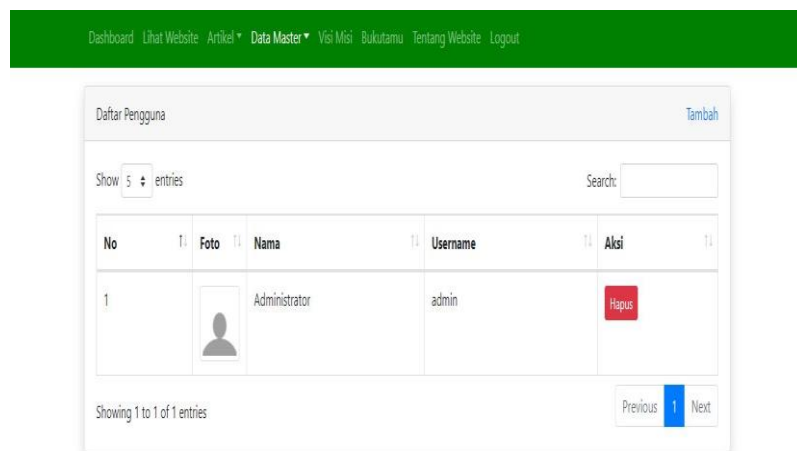 Dashboard Lihat Website Artikel Data Master Visi Misi Bukutamu Tentang Website Logout
Daftar Pengguna Tambah
Show 5 entries Search:
No Foto Nama Username Aksi
1 Administrator admin Hapus
Showing 1 to 1 of 1 entries Previous 1 Next